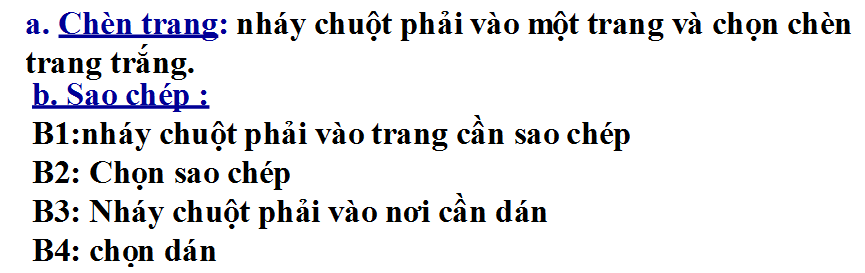 a. Chèn trang: nháy chuột phải vào một trang và chọn chèn
trang trắng.
b. Sao chép :
B1:nháy chuột phải vào trang cần sao chép
B2: Chọn sao chép
B3: Nháy chuột phải vào nơi cần dán
B4: chọn dán